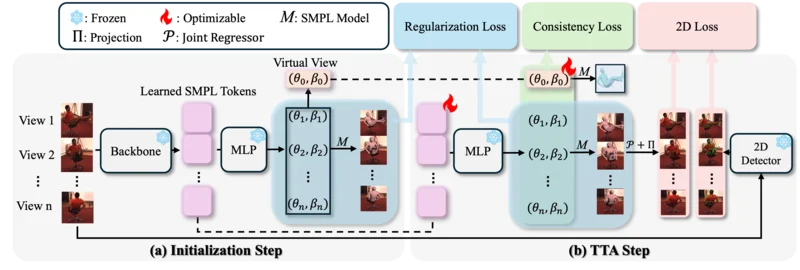 : Frozen : Optimizable M: SMPL Model
Π: Projection P: Joint Regressor
Regularization Loss
Consistency Loss
2D Loss
Virtual View
(θ₀, β₀)
Learned SMPL Tokens
View 1
View 2
View n
Backbone
MLP
(θ₁, β₁)
(θ₂, β₂)
(θₙ, βₙ)
M
(θ₀, β₀)
M
MLP
(θ₁, β₁)
(θ₂, β₂)
(θₙ, βₙ)
M
P + Π
2D
Detector
(a) Initialization Step
(b) TTA Step